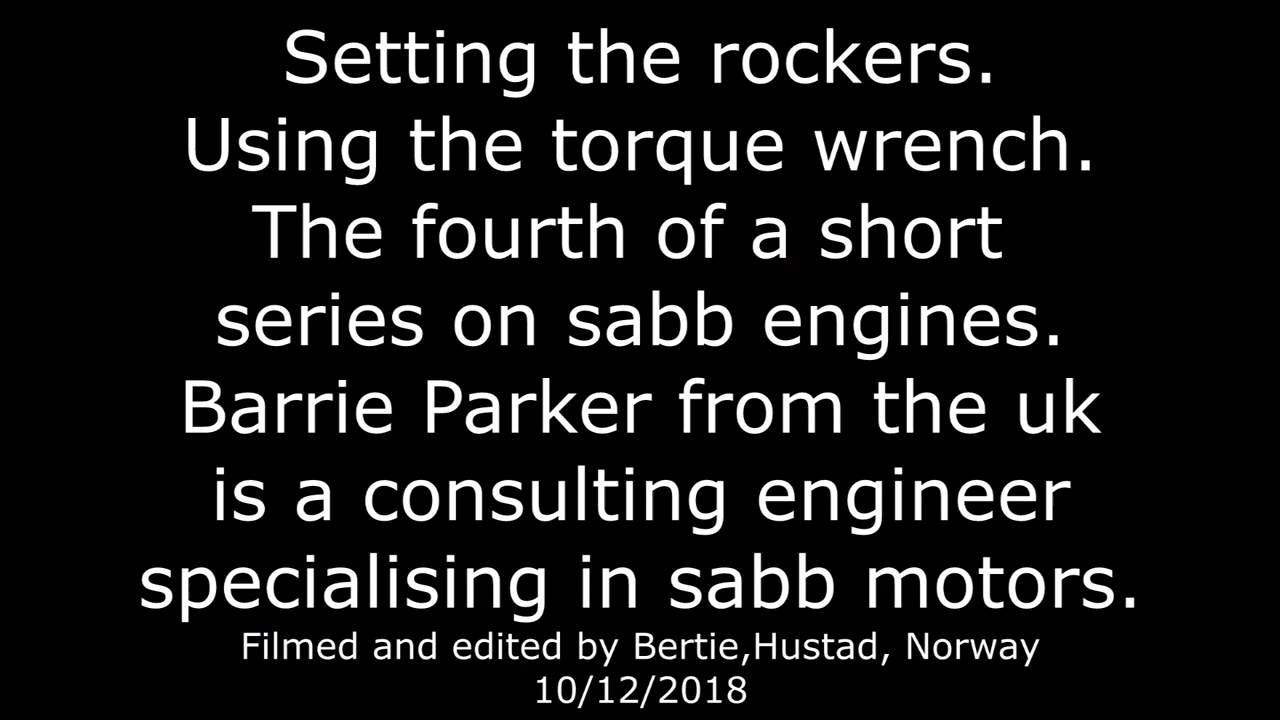 Setting the rockers.
Using the torque wrench.
The fourth of a short
series on sabb engines.
Barrie Parker from the uk
is a consulting engineer
specialising in sabb motors.
Filmed and edited by Bertie,Hustad, Norway
10/12/2018